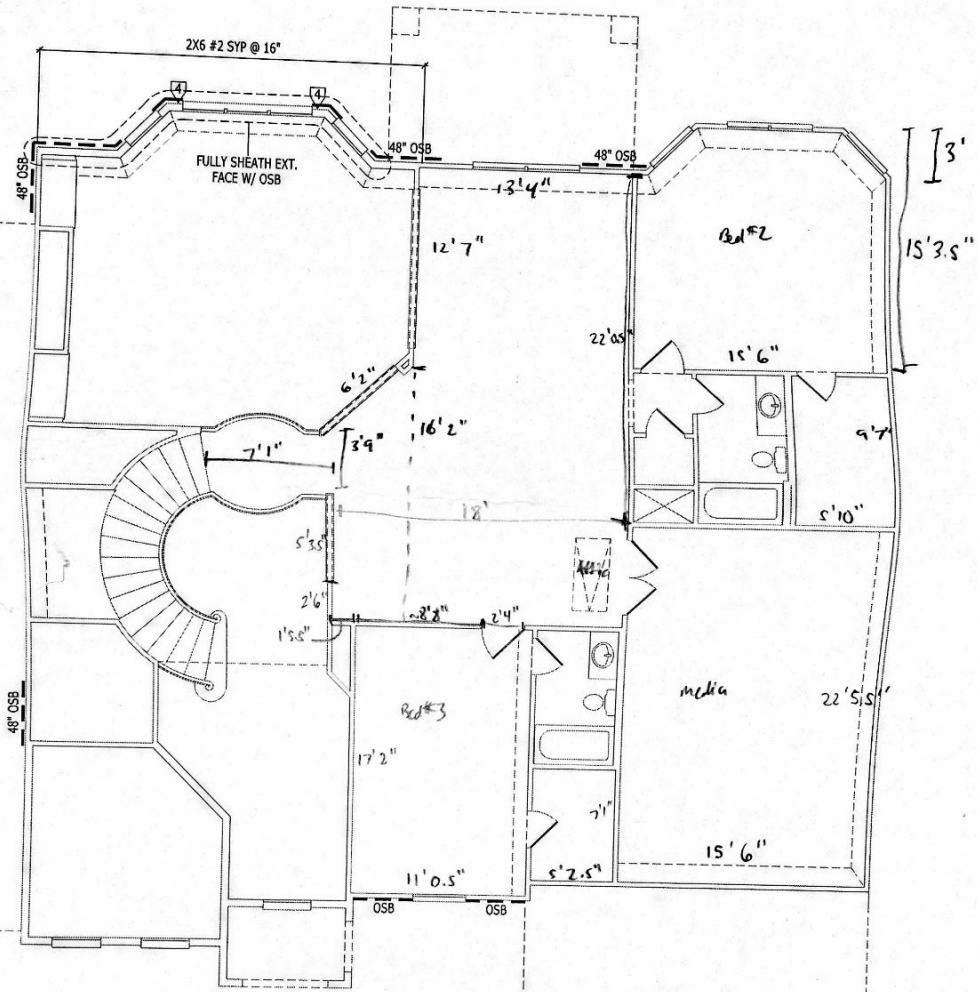 2X6 #2 SYP @ 16"
4
4
48" OSB
FULLY SHEATH EXT.
FACE W/ OSB
48" OSB
48" OSB
3'
13'4"
Bed#2
12'7"
15'3.5"
22'0.5"
15'6"
6'2"
16'2"
3'9"
7'1"
9'7"
18'
5'10"
5'3.5"
Attic
2'6"
~8'8"
2'4"
1'5.5"
48" OSB
Bed#3
media
22'5.5"
17'2"
7'1"
15'6"
11'0.5"
5'2.5"
OSB
OSB